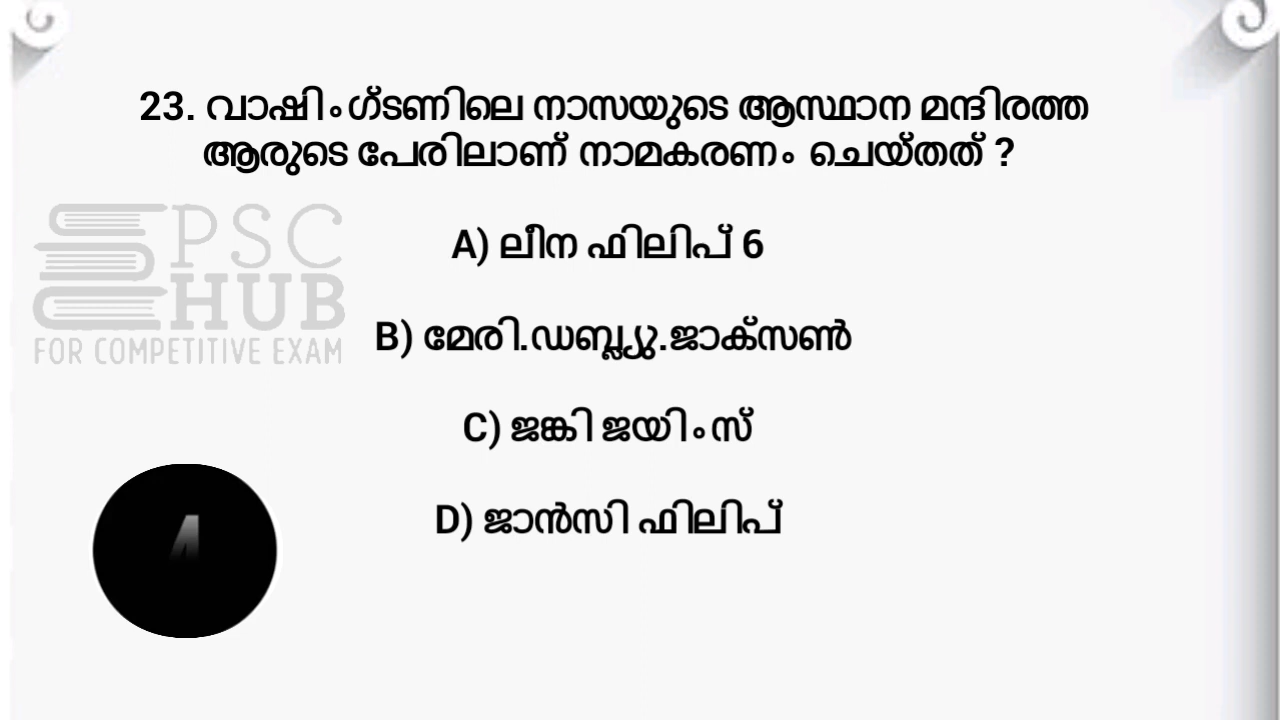 23. വാഷിംഗ്ടണിലെ നാസയുടെ ആസ്ഥാന മന്ദിരത്ത
ആരുടെ പേരിലാണ് നാമകരണം ചെയ്തത് ?
PSC
HUB
FOR COMPETITIVE EXAM
A) ലീന ഫിലിപ് 6
B) മേരി.ഡബ്ല്യു.ജാക്സൺ
C) ജങ്കി ജയിംസ്
D) ജാൻസി ഫിലിപ്